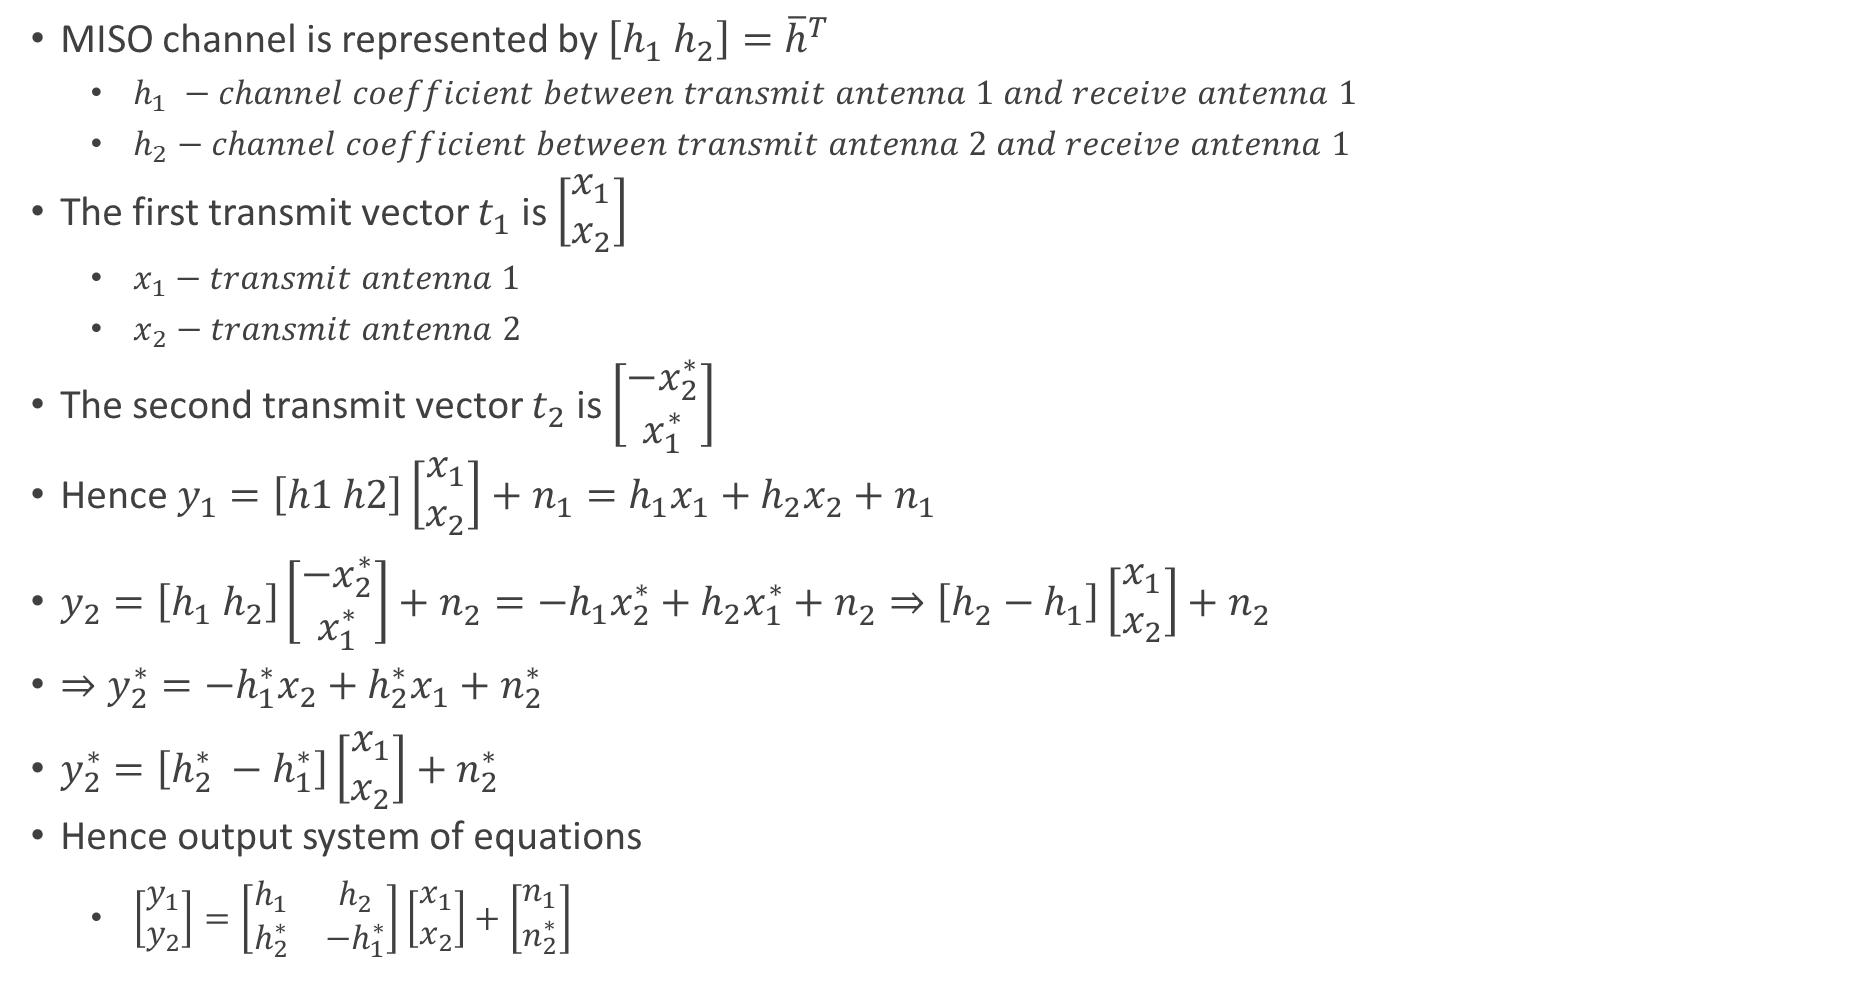 • MISO channel is represented by [h₁ h₂] = h̄ᵀ
• h₁ − channel coefficient between transmit antenna 1 and receive antenna 1
• h₂ − channel coefficient between transmit antenna 2 and receive antenna 1
• The first transmit vector t₁ is [x₁; x₂]
• x₁ − transmit antenna 1
• x₂ − transmit antenna 2
• The second transmit vector t₂ is [−x₂*; x₁*]
• Hence y₁ = [h1 h2] [x₁; x₂] + n₁ = h₁x₁ + h₂x₂ + n₁
• y₂ = [h₁ h₂] [−x₂*; x₁*] + n₂ = −h₁x₂* + h₂x₁* + n₂ ⇒ [h₂ − h₁] [x₁; x₂] + n₂
• ⇒ y₂* = −h₁*x₂ + h₂*x₁ + n₂*
• y₂* = [h₂* − h₁*] [x₁; x₂] + n₂*
• Hence output system of equations
• [y₁; y₂] = [h₁ h₂; h₂* −h₁*] [x₁; x₂] + [n₁; n₂*]